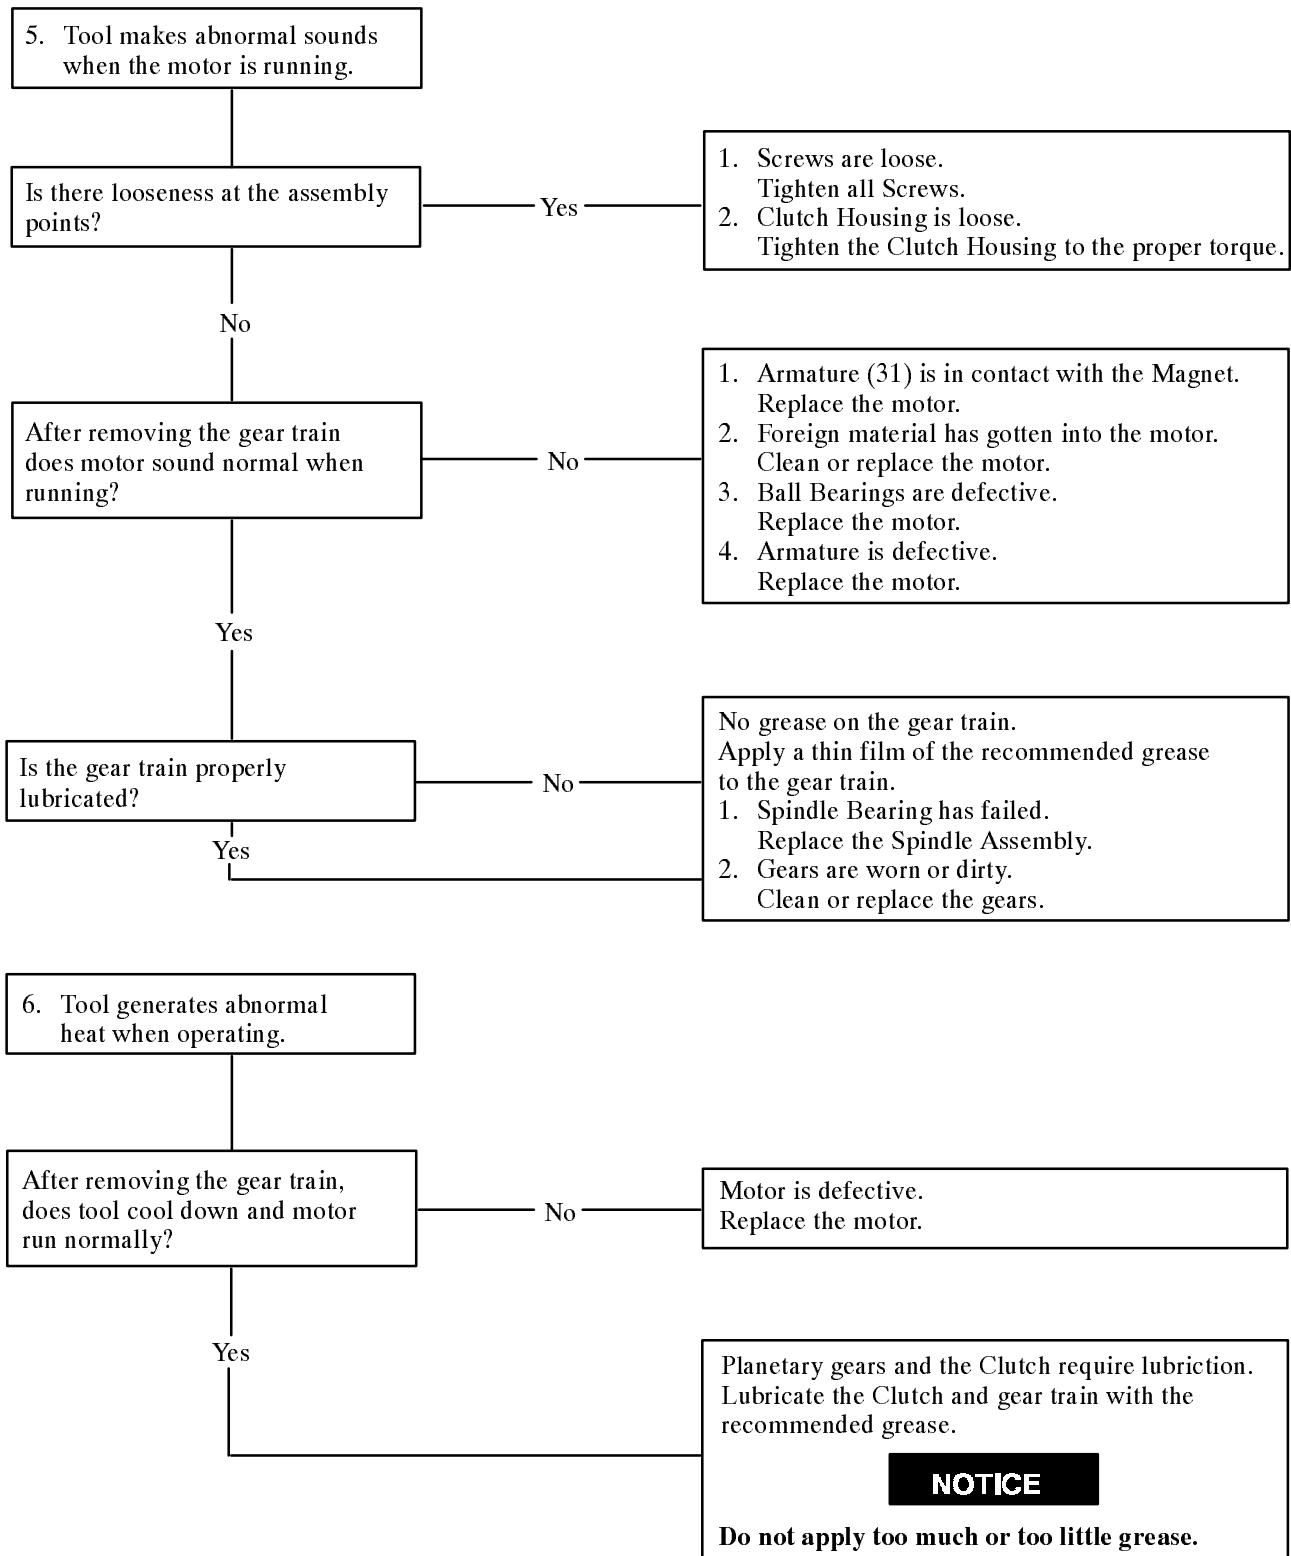 5. Tool makes abnormal sounds
when the motor is running.
Is there looseness at the assembly
points?
Yes
1. Screws are loose.
Tighten all Screws.
2. Clutch Housing is loose.
Tighten the Clutch Housing to the proper torque.
No
After removing the gear train
does motor sound normal when
running?
No
1. Armature (31) is in contact with the Magnet.
Replace the motor.
2. Foreign material has gotten into the motor.
Clean or replace the motor.
3. Ball Bearings are defective.
Replace the motor.
4. Armature is defective.
Replace the motor.
Yes
Is the gear train properly
lubricated?
No
Yes
No grease on the gear train.
Apply a thin film of the recommended grease
to the gear train.
1. Spindle Bearing has failed.
Replace the Spindle Assembly.
2. Gears are worn or dirty.
Clean or replace the gears.
6. Tool generates abnormal
heat when operating.
After removing the gear train,
does tool cool down and motor
run normally?
No
Motor is defective.
Replace the motor.
Yes
Planetary gears and the Clutch require lubriction.
Lubricate the Clutch and gear train with the
recommended grease.
NOTICE
Do not apply too much or too little grease.